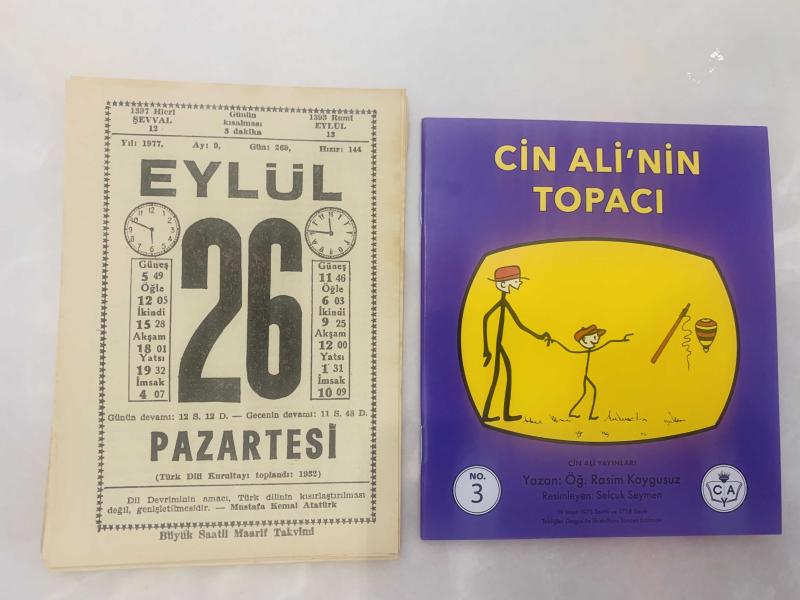 1397 Hicri
ŞEVVAL
12
Günün
kısalması
3 dakika
1393 Rumi
EYLÜL
13
Yıl: 1977, Ay: 9, Gün: 269, Hızır: 144
EYLÜL
26
Güneş
5 49
Öğle
12 05
İkindi
15 28
Akşam
18 01
Yatsı
19 32
İmsak
4 07
Güneş
11 46
Öğle
6 03
İkindi
9 25
Akşam
12 00
Yatsı
1 31
İmsak
10 09
Günün devamı: 12 S. 12 D. — Gecenin devamı: 11 S. 48 D.
PAZARTESİ
(Türk Dili Kurultayı toplandı: 1932)
Dil Devriminin amacı, Türk dilinin kısırlaştırılması
değil, genişletilmesidir. — Mustafa Kemal Atatürk
Büyük Saatli Maarif Takvimi
CİN ALİ'NİN
TOPACI
CİN ALİ YAYINLARI
Yazan: Öğ. Rasim Kaygusuz
Resimleyen: Selçuk Seymen
NO.
3
C A